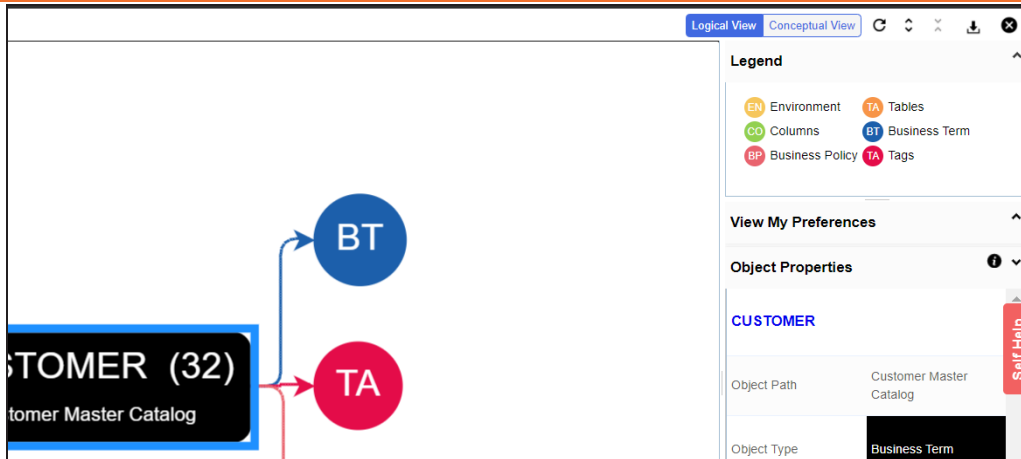 Logical View Conceptual View
Legend
EN Environment TA Tables
CO Columns BT Business Term
BP Business Policy TA Tags
View My Preferences
Object Properties
CUSTOMER
Object Path Customer Master
Catalog
Object Type Business Term
Self Help
BT
STOMER (32)
tomer Master Catalog
TA